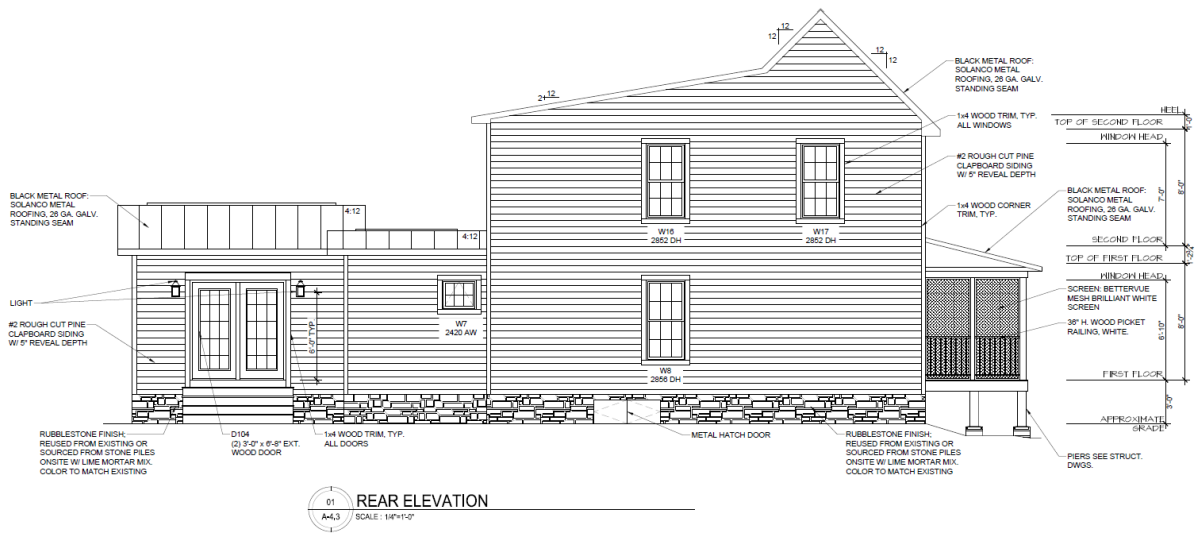 12
12
12
12
12
2
BLACK METAL ROOF:
SOLANCO METAL
ROOFING, 26 GA. GALV.
STANDING SEAM
HEEL
TOP OF SECOND FLOOR
1'-0"
1x4 WOOD TRIM, TYP.
ALL WINDOWS
WINDOW HEAD
#2 ROUGH CUT PINE
CLAPBOARD SIDING
W/ 5" REVEAL DEPTH
7'-0"
8'-0"
BLACK METAL ROOF:
SOLANCO METAL
ROOFING, 26 GA. GALV.
STANDING SEAM
BLACK METAL ROOF:
SOLANCO METAL
ROOFING, 26 GA. GALV.
STANDING SEAM
1x4 WOOD CORNER
TRIM, TYP.
4:12
4:12
W16
2852 DH
W17
2852 DH
SECOND FLOOR
TOP OF FIRST FLOOR
WINDOW HEAD
LIGHT
SCREEN: BETTERVUE
MESH BRILLIANT WHITE
SCREEN
#2 ROUGH CUT PINE
CLAPBOARD SIDING
W/ 5" REVEAL DEPTH
W7
2420 AW
6'-0" TYP.
36" H. WOOD PICKET
RAILING, WHITE.
6'-10"
8'-0"
W8
2856 DH
FIRST FLOOR
3'-0"
APPROXIMATE
GRADE
RUBBLESTONE FINISH;
REUSED FROM EXISTING OR
SOURCED FROM STONE PILES
ONSITE W/ LIME MORTAR MIX.
COLOR TO MATCH EXISTING
D104
(2) 3'-0" x 6'-8" EXT.
WOOD DOOR
1x4 WOOD TRIM, TYP.
ALL DOORS
METAL HATCH DOOR
RUBBLESTONE FINISH;
REUSED FROM EXISTING OR
SOURCED FROM STONE PILES
ONSITE W/ LIME MORTAR MIX.
COLOR TO MATCH EXISTING
PIERS SEE STRUCT.
DWGS.
01
A-4.3
REAR ELEVATION
SCALE : 1/4"=1'-0"